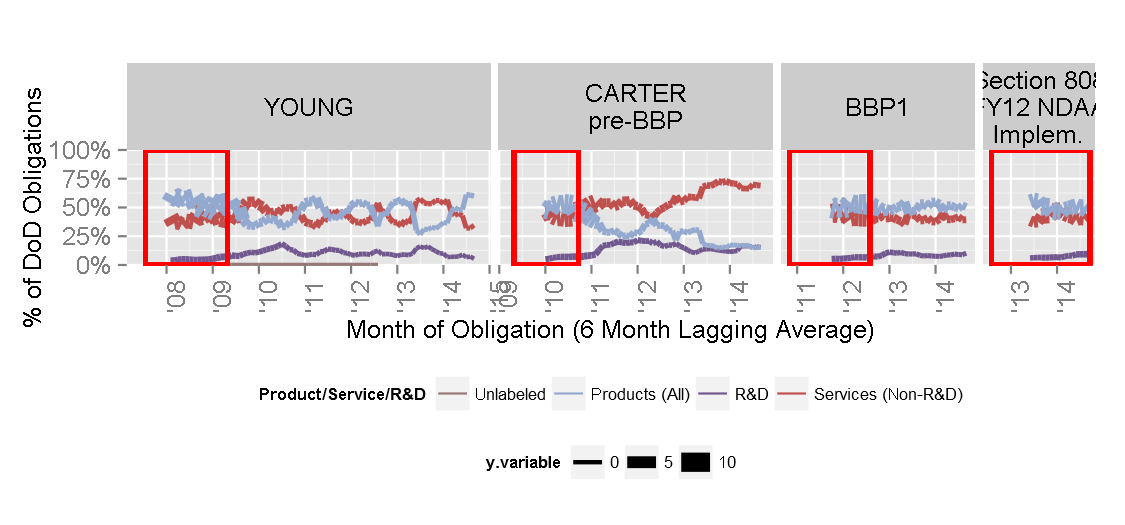 YOUNG
CARTER
pre-BBP
BBP1
Section 808
FY12 NDAA
Implem.
% of DoD Obligations
100%
75%
50%
25%
0%
'08 '09 '10 '11 '12 '13 '14 '15
'09 '10 '11 '12 '13 '14
'11 '12 '13 '14
'13 '14
Month of Obligation (6 Month Lagging Average)
Product/Service/R&D Unlabeled Products (All) R&D Services (Non-R&D)
y.variable 0 5 10